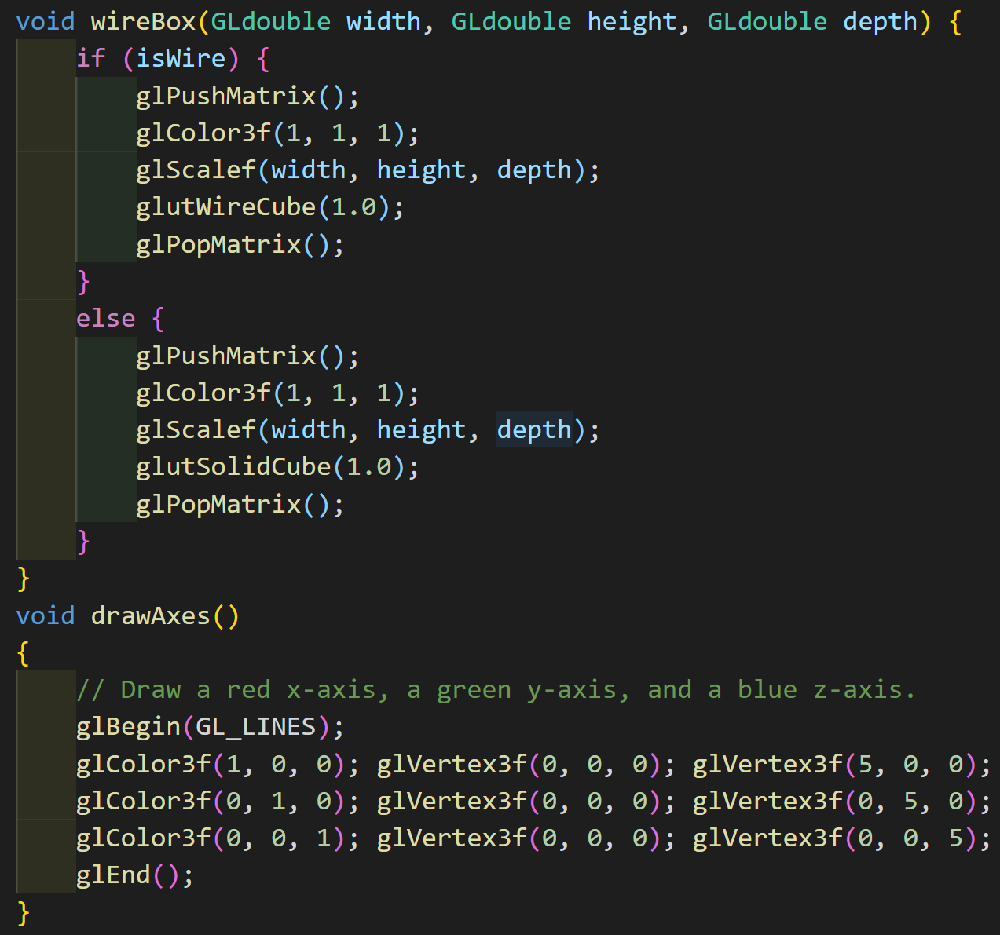 void wireBox(GLdouble width, GLdouble height, GLdouble depth) {
    if (isWire) {
        glPushMatrix();
        glColor3f(1, 1, 1);
        glScalef(width, height, depth);
        glutWireCube(1.0);
        glPopMatrix();
    }
    else {
        glPushMatrix();
        glColor3f(1, 1, 1);
        glScalef(width, height, depth);
        glutSolidCube(1.0);
        glPopMatrix();
    }
}
void drawAxes()
{
    // Draw a red x-axis, a green y-axis, and a blue z-axis.
    glBegin(GL_LINES);
    glColor3f(1, 0, 0); glVertex3f(0, 0, 0); glVertex3f(5, 0, 0);
    glColor3f(0, 1, 0); glVertex3f(0, 0, 0); glVertex3f(0, 5, 0);
    glColor3f(0, 0, 1); glVertex3f(0, 0, 0); glVertex3f(0, 0, 5);
    glEnd();
}